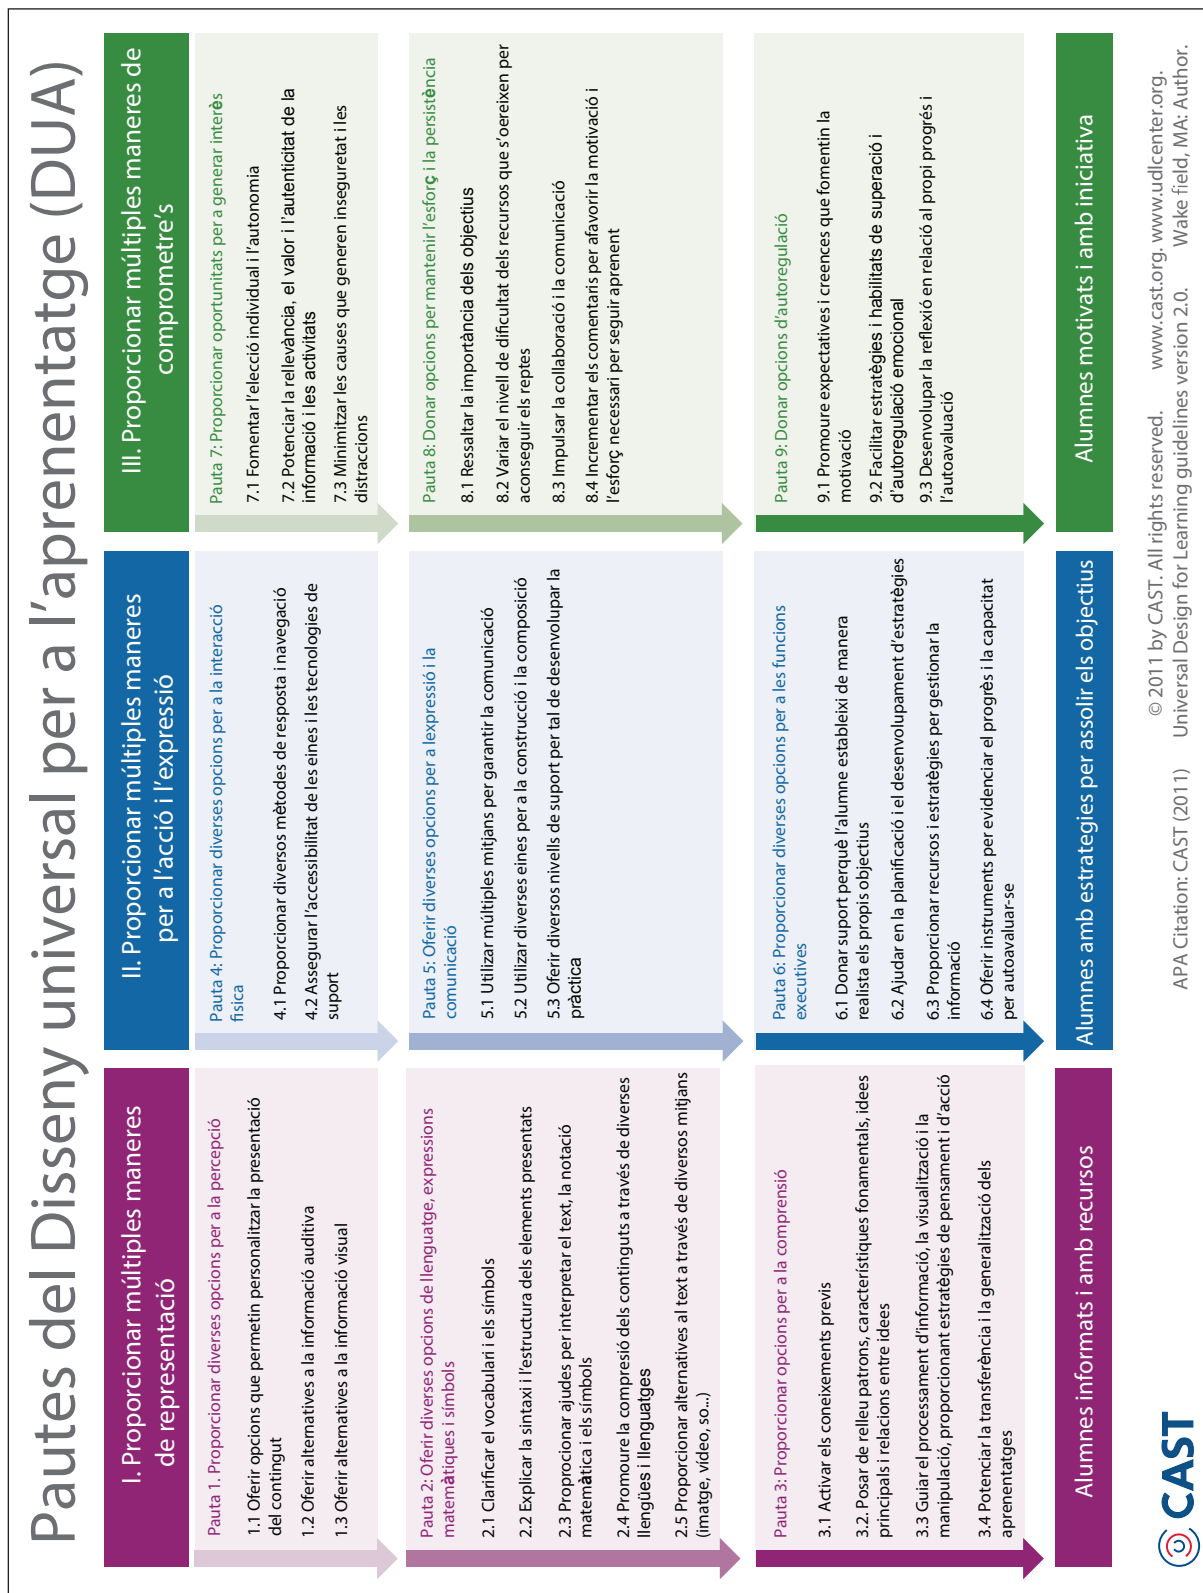 Pautes del Disseny universal per a l'aprenentatge (DUA)
I. Proporcionar múltiples maneres
de representació
Pauta 1. Proporcionar diverses opcions per a la percepció
1.1 Oferir opcions que permetin personalitzar la presentació
del contingut
1.2 Oferir alternatives a la informació auditiva
1.3 Oferir alternatives a la informació visual
Pauta 2: Oferir diverses opcions de llenguatge, expressions
matemàtiques i símbols
2.1 Clarificar el vocabulari i els símbols
2.2 Explicar la sintaxi i l'estructura dels elements presentats
2.3 Proprocionar ajudes per interpretar el text, la notació
matemàtica i els símbols
2.4 Promoure la compresió dels continguts a través de diverses
llengües i llenguatges
2.5 Proporcionar alternatives al text a través de diversos mitjans
(imatge, vídeo, so...)
Pauta 3: Proporcionar opcions per a la comprensió
3.1 Activar els coneixements previs
3.2. Posar de relleu patrons, característiques fonamentals, idees
principals i relacions entre idees
3.3 Guiar el processament d'informació, la visualització i la
manipulació, proporcionant estratègies de pensament i d'acció
3.4 Potenciar la transferència i la generalització dels
aprenentatges
Alumnes informats i amb recursos
II. Proporcionar múltiples maneres
per a l'acció i l'expressió
Pauta 4: Proporcionar diverses opcions per a la interacció
física
4.1 Proporcionar diversos mètodes de resposta i navegació
4.2 Assegurar l'accessibilitat de les eines i les tecnologies de
suport
Pauta 5: Oferir diverses opcions per a lexpressió i la
comunicació
5.1 Utilizar múltiples mitjans per garantir la comunicació
5.2 Utilizar diverses eines per a la construcció i la composició
5.3 Oferir diversos nivells de suport per tal de desenvolupar la
pràctica
Pauta 6: Proporcionar diverses opcions per a les funcions
executives
6.1 Donar suport perquè l'alumne estableixi de manera
realista els propis objectius
6.2 Ajudar en la planificació i el desenvolupament d'estratègies
6.3 Proporcionar recursos i estratègies per gestionar la
informació
6.4 Oferir instruments per evidenciar el progrès i la capacitat
per autoavaluar-se
Alumnes amb estrategies per assolir els objectius
III. Proporcionar múltiples maneres de
comprometre's
Pauta 7: Proporcionar oportunitats per a generar interès
7.1 Fomentar l'elecció individual i l'autonomia
7.2 Potenciar la rellevància, el valor i l'autenticitat de la
informació i les activitats
7.3 Minimitzar les causes que generen inseguretat i les
distraccions
Pauta 8: Donar opcions per mantenir l'esforç i la persistència
8.1 Ressaltar la importància dels objectius
8.2 Variar el nivell de dificultat dels recursos que s'oereixen per
aconseguir els reptes
8.3 Impulsar la collaboració i la comunicació
8.4 Incrementar els comentaris per afavorir la motivació i
l'esforç necessari per seguir aprenent
Pauta 9: Donar opcions d'autoregulació
9.1 Promoure expectatives i creences que fomentin la
motivació
9.2 Facilitar estratègies i habilitats de superació i
d'autoregulació emocional
9.3 Desenvolupar la reflexió en relació al propi progrés i
l'autoavaluació
Alumnes motivats i amb iniciativa
CAST
© 2011 by CAST. All rights reserved. www.cast.org. www.udlcenter.org.
APA Citation: CAST (2011) Universal Design for Learning guidelines version 2.0. Wake field, MA: Author.